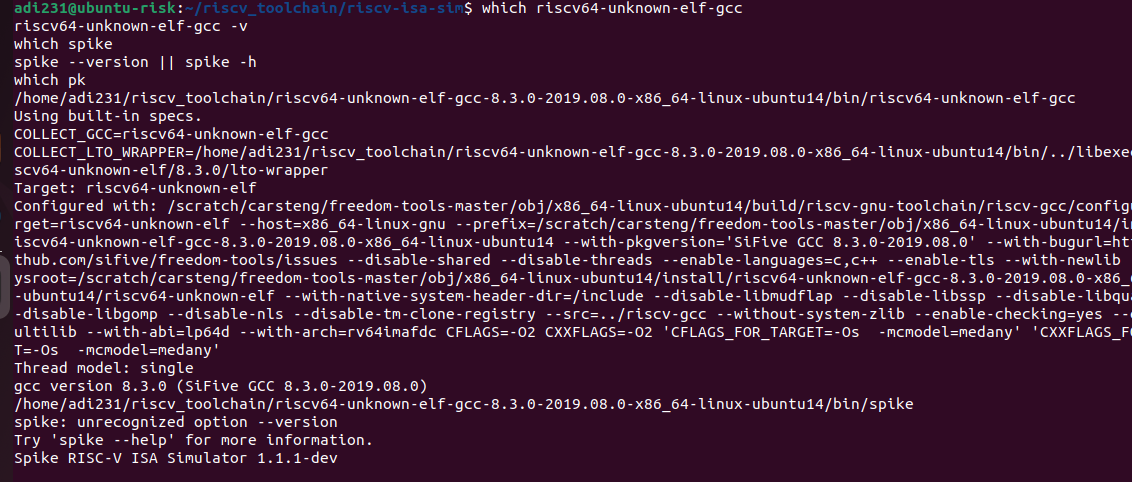 adi231@ubuntu-risk:~/riscv_toolchain/riscv-isa-sim$ which riscv64-unknown-elf-gcc
riscv64-unknown-elf-gcc -v
which spike
spike --version || spike -h
which pk
/home/adi231/riscv_toolchain/riscv64-unknown-elf-gcc-8.3.0-2019.08.0-x86_64-linux-ubuntu14/bin/riscv64-unknown-elf-gcc
Using built-in specs.
COLLECT_GCC=riscv64-unknown-elf-gcc
COLLECT_LTO_WRAPPER=/home/adi231/riscv_toolchain/riscv64-unknown-elf-gcc-8.3.0-2019.08.0-x86_64-linux-ubuntu14/bin/../libexe
scv64-unknown-elf/8.3.0/lto-wrapper
Target: riscv64-unknown-elf
Configured with: /scratch/carsteng/freedom-tools-master/obj/x86_64-linux-ubuntu14/build/riscv-gnu-toolchain/riscv-gcc/configu
rget=riscv64-unknown-elf --host=x86_64-linux-gnu --prefix=/scratch/carsteng/freedom-tools-master/obj/x86_64-linux-ubuntu14/in
iscv64-unknown-elf-gcc-8.3.0-2019.08.0-x86_64-linux-ubuntu14 --with-pkgversion='SiFive GCC 8.3.0-2019.08.0' --with-bugurl=htt
thub.com/sifive/freedom-tools/issues --disable-shared --disable-threads --enable-languages=c,c++ --enable-tls --with-newlib
ysroot=/scratch/carsteng/freedom-tools-master/obj/x86_64-linux-ubuntu14/install/riscv64-unknown-elf-gcc-8.3.0-2019.08.0-x86_
-ubuntu14/riscv64-unknown-elf --with-native-system-header-dir=/include --disable-libmudflap --disable-libssp --disable-libqua
-disable-libgomp --disable-nls --disable-tm-clone-registry --src=../riscv-gcc --without-system-zlib --enable-checking=yes --
ultilib --with-abi=lp64d --with-arch=rv64imafdc CFLAGS=-O2 CXXFLAGS=-O2 'CFLAGS_FOR_TARGET=-Os  -mcmodel=medany' 'CXXFLAGS_FO
T=-Os  -mcmodel=medany'
Thread model: single
gcc version 8.3.0 (SiFive GCC 8.3.0-2019.08.0)
/home/adi231/riscv_toolchain/riscv64-unknown-elf-gcc-8.3.0-2019.08.0-x86_64-linux-ubuntu14/bin/spike
spike: unrecognized option --version
Try 'spike --help' for more information.
Spike RISC-V ISA Simulator 1.1.1-dev